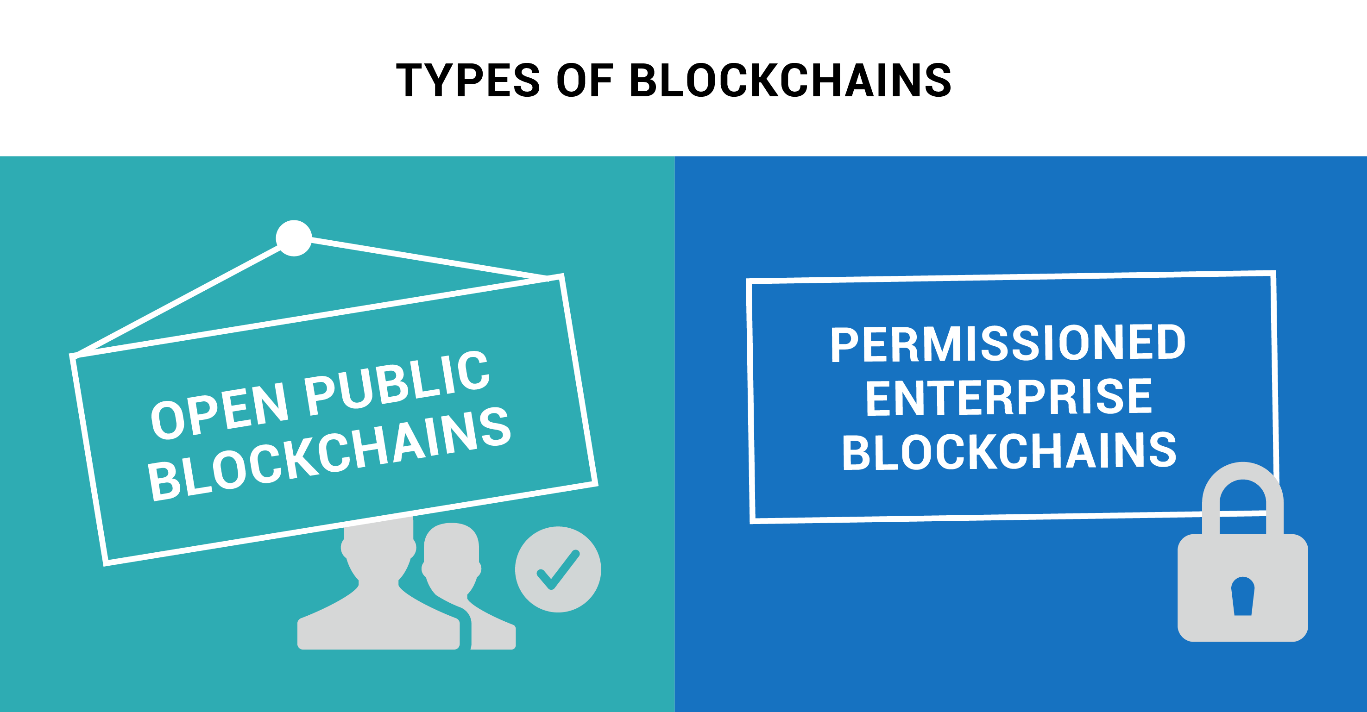 TYPES OF BLOCKCHAINS
OPEN PUBLIC
BLOCKCHAINS
PERMISSIONED
ENTERPRISE
BLOCKCHAINS